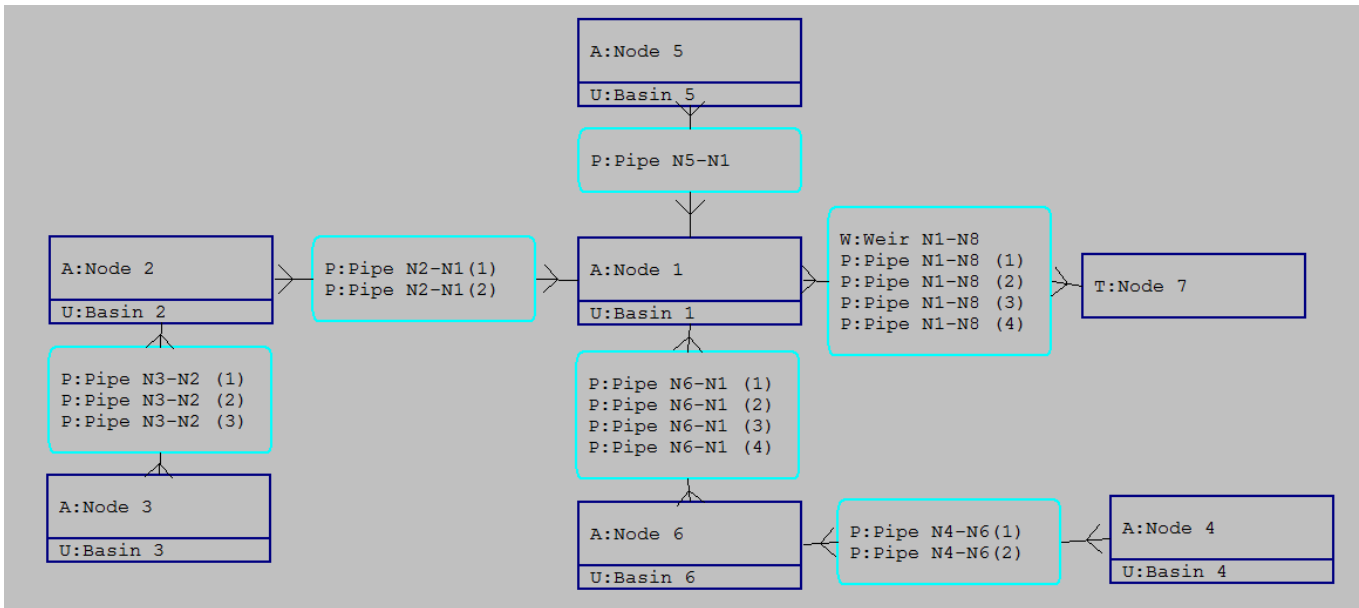 A:Node 5
U:Basin 5
P:Pipe N5-N1
A:Node 2
U:Basin 2
P:Pipe N2-N1(1)
P:Pipe N2-N1(2)
A:Node 1
U:Basin 1
W:Weir N1-N8
P:Pipe N1-N8 (1)
P:Pipe N1-N8 (2)
P:Pipe N1-N8 (3)
P:Pipe N1-N8 (4)
T:Node 7
P:Pipe N3-N2 (1)
P:Pipe N3-N2 (2)
P:Pipe N3-N2 (3)
P:Pipe N6-N1 (1)
P:Pipe N6-N1 (2)
P:Pipe N6-N1 (3)
P:Pipe N6-N1 (4)
A:Node 3
U:Basin 3
A:Node 6
U:Basin 6
P:Pipe N4-N6(1)
P:Pipe N4-N6(2)
A:Node 4
U:Basin 4